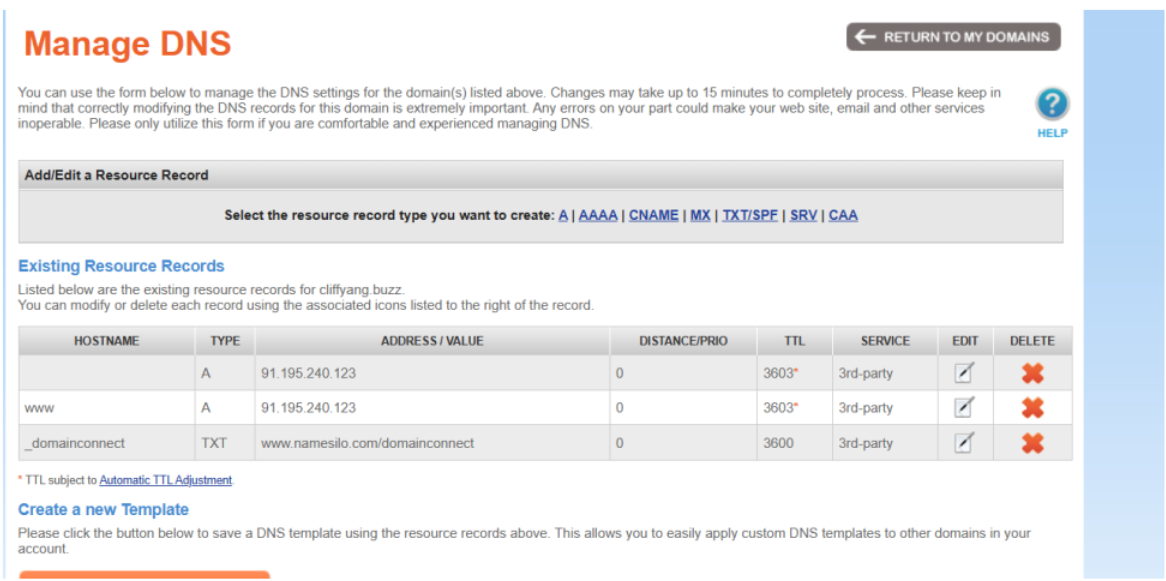 Manage DNS
RETURN TO MY DOMAINS
You can use the form below to manage the DNS settings for the domain(s) listed above. Changes may take up to 15 minutes to completely process. Please keep in
mind that correctly modifying the DNS records for this domain is extremely important. Any errors on your part could make your web site, email and other services
inoperable. Please only utilize this form if you are comfortable and experienced managing DNS.
?
HELP
Add/Edit a Resource Record
Select the resource record type you want to create: A | AAAA | CNAME | MX | TXT/SPF | SRV | CAA
Existing Resource Records
Listed below are the existing resource records for cliffyang.buzz.
You can modify or delete each record using the associated icons listed to the right of the record.
HOSTNAME TYPE ADDRESS / VALUE DISTANCE/PRIO TTL SERVICE EDIT DELETE
A 91.195.240.123 0 3603* 3rd-party
www A 91.195.240.123 0 3603* 3rd-party
_domainconnect TXT www.namesilo.com/domainconnect 0 3600 3rd-party
* TTL subject to Automatic TTL Adjustment.
Create a new Template
Please click the button below to save a DNS template using the resource records above. This allows you to easily apply custom DNS templates to other domains in your
account.